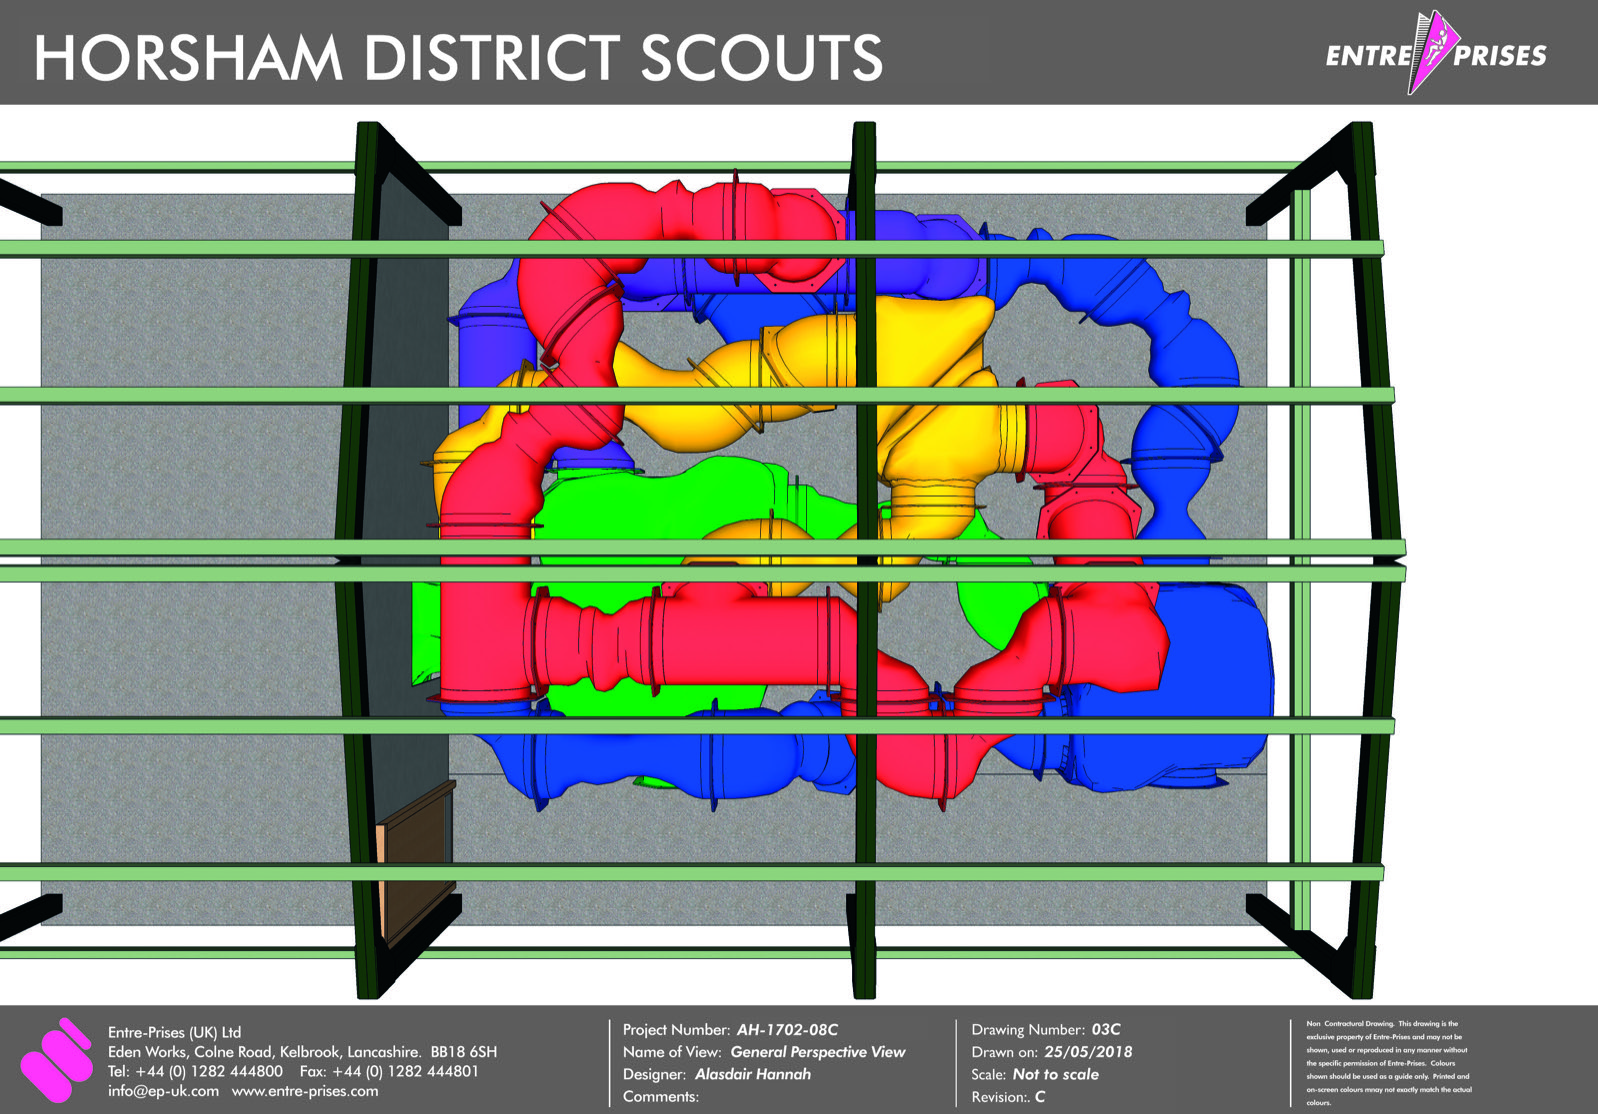 HORSHAM DISTRICT SCOUTS
ENTRE PRISES
Entre-Prises (UK) Ltd
Eden Works, Colne Road, Kelbrook, Lancashire. BB18 6SH
Tel: +44 (0) 1282 444800 Fax: +44 (0) 1282 444801
info@ep-uk.com www.entre-prises.com
Project Number: AH-1702-08C
Name of View: General Perspective View
Designer: Alasdair Hannah
Comments:
Drawing Number: 03C
Drawn on: 25/05/2018
Scale: Not to scale
Revision:. C
Non Contractural Drawing. This drawing is the
exclusive property of Entre-Prises and may not be
shown, used or reproduced in any manner without
the specific permission of Entre-Prises. Colours
shown should be used as a guide only. Printed and
on-screen colours mnay not exactly match the actual
colours.